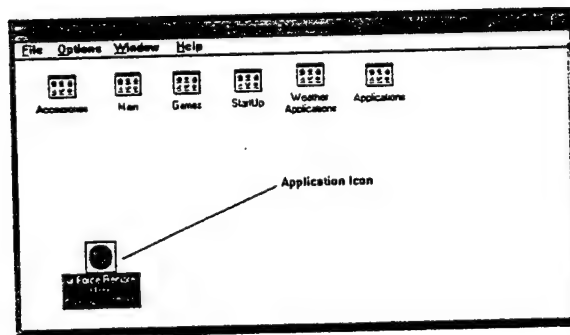 File Options Window Help
Accessories Main Games StartUp Weather Applications Applications
Application Icon